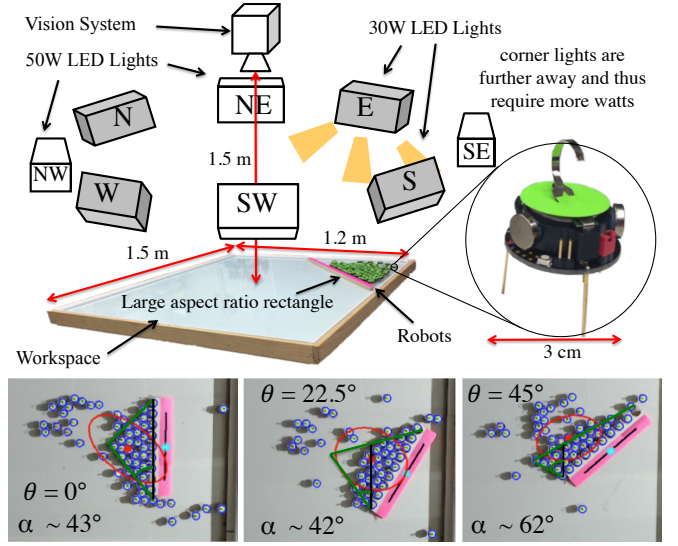 Vision System
50W LED Lights
30W LED Lights
corner lights are
further away and thus
require more watts
N
NE
E
NW
W
1.5 m
SW
S
SE
1.5 m
1.2 m
Large aspect ratio rectangle
Robots
Workspace
3 cm
θ = 0°
α ~ 43°
θ = 22.5°
α ~ 42°
θ = 45°
α ~ 62°